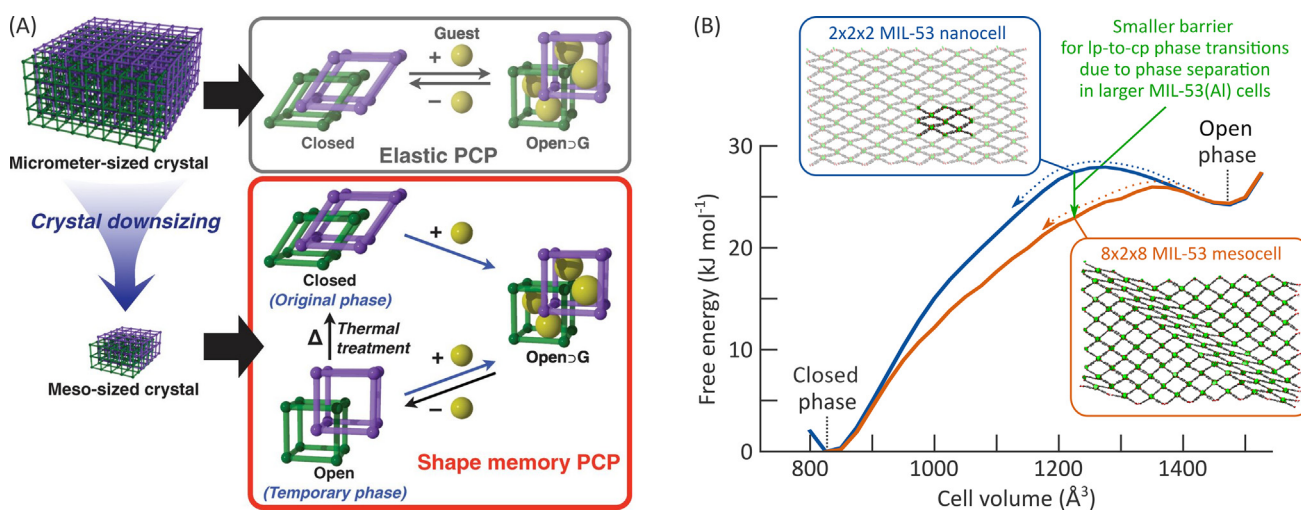 (A)
Micrometer-sized crystal
Crystal downsizing
Meso-sized crystal
Guest
+
−
Closed
Open⊃G
Elastic PCP
Closed
(Original phase)
+
Δ
Thermal
treatment
Open⊃G
+
−
Open
(Temporary phase)
Shape memory PCP
(B)
2x2x2 MIL-53 nanocell
Smaller barrier
for lp-to-cp phase transitions
due to phase separation
in larger MIL-53(Al) cells
Open
phase
8x2x8 MIL-53 mesocell
Closed
phase
Free energy (kJ mol-1)
30
20
10
0
800
1000
1200
1400
Cell volume (Å3)